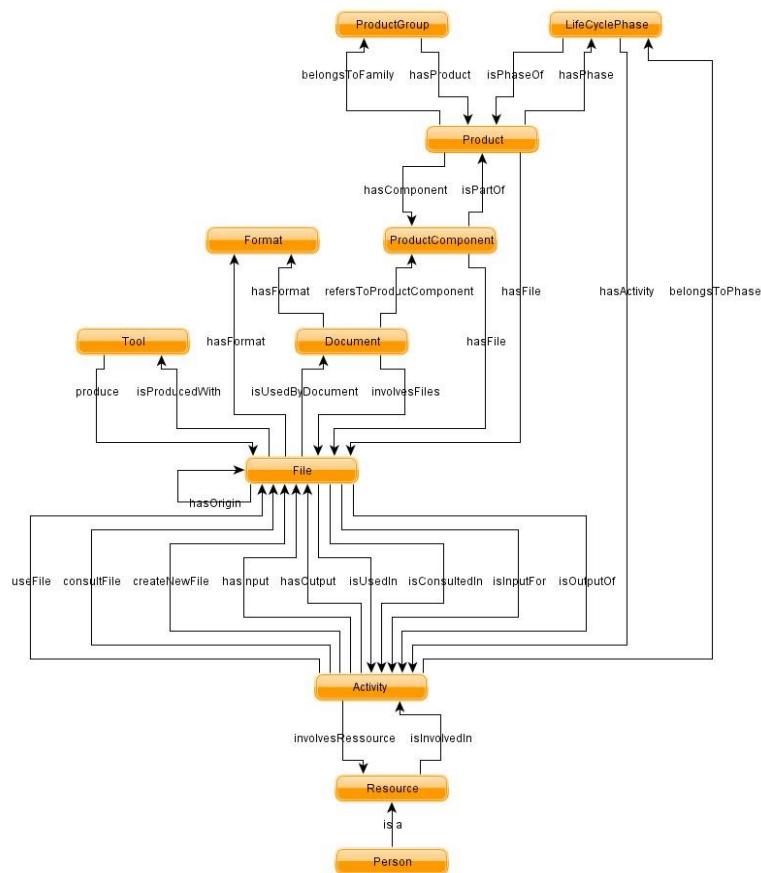 ProductGroup
LifeCyclePhase
belongsToFamily
hasProduct
isPhaseOf
hasPhase
Product
hasComponent
isPartOf
Format
ProductComponent
hasFormat
refersToProductComponent
hasFile
hasActivity
belongsToPhase
Tool
hasFormat
Document
hasFile
produce
isProducedWith
isUsedByDocument
involvesFiles
File
hasOrigin
useFile
consultFile
createNewFile
hasInput
hasOutput
isUsedIn
isConsultedIn
isInputFor
isOutputOf
Activity
involvesRessource
isInvolvedIn
Resource
is a
Person